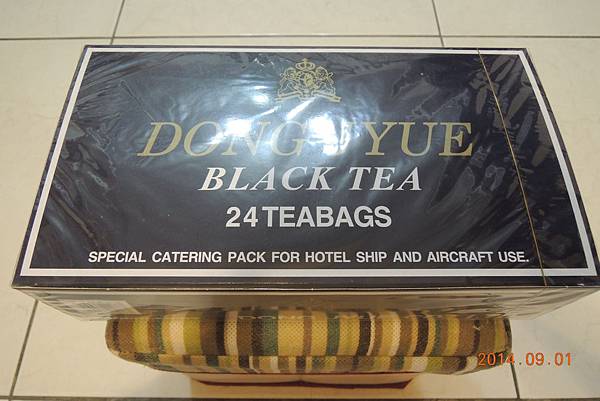 DONG YUE
BLACK TEA
24 TEABAGS
SPECIAL CATERING PACK FOR HOTEL SHIP AND AIRCRAFT USE.
2014.09.01